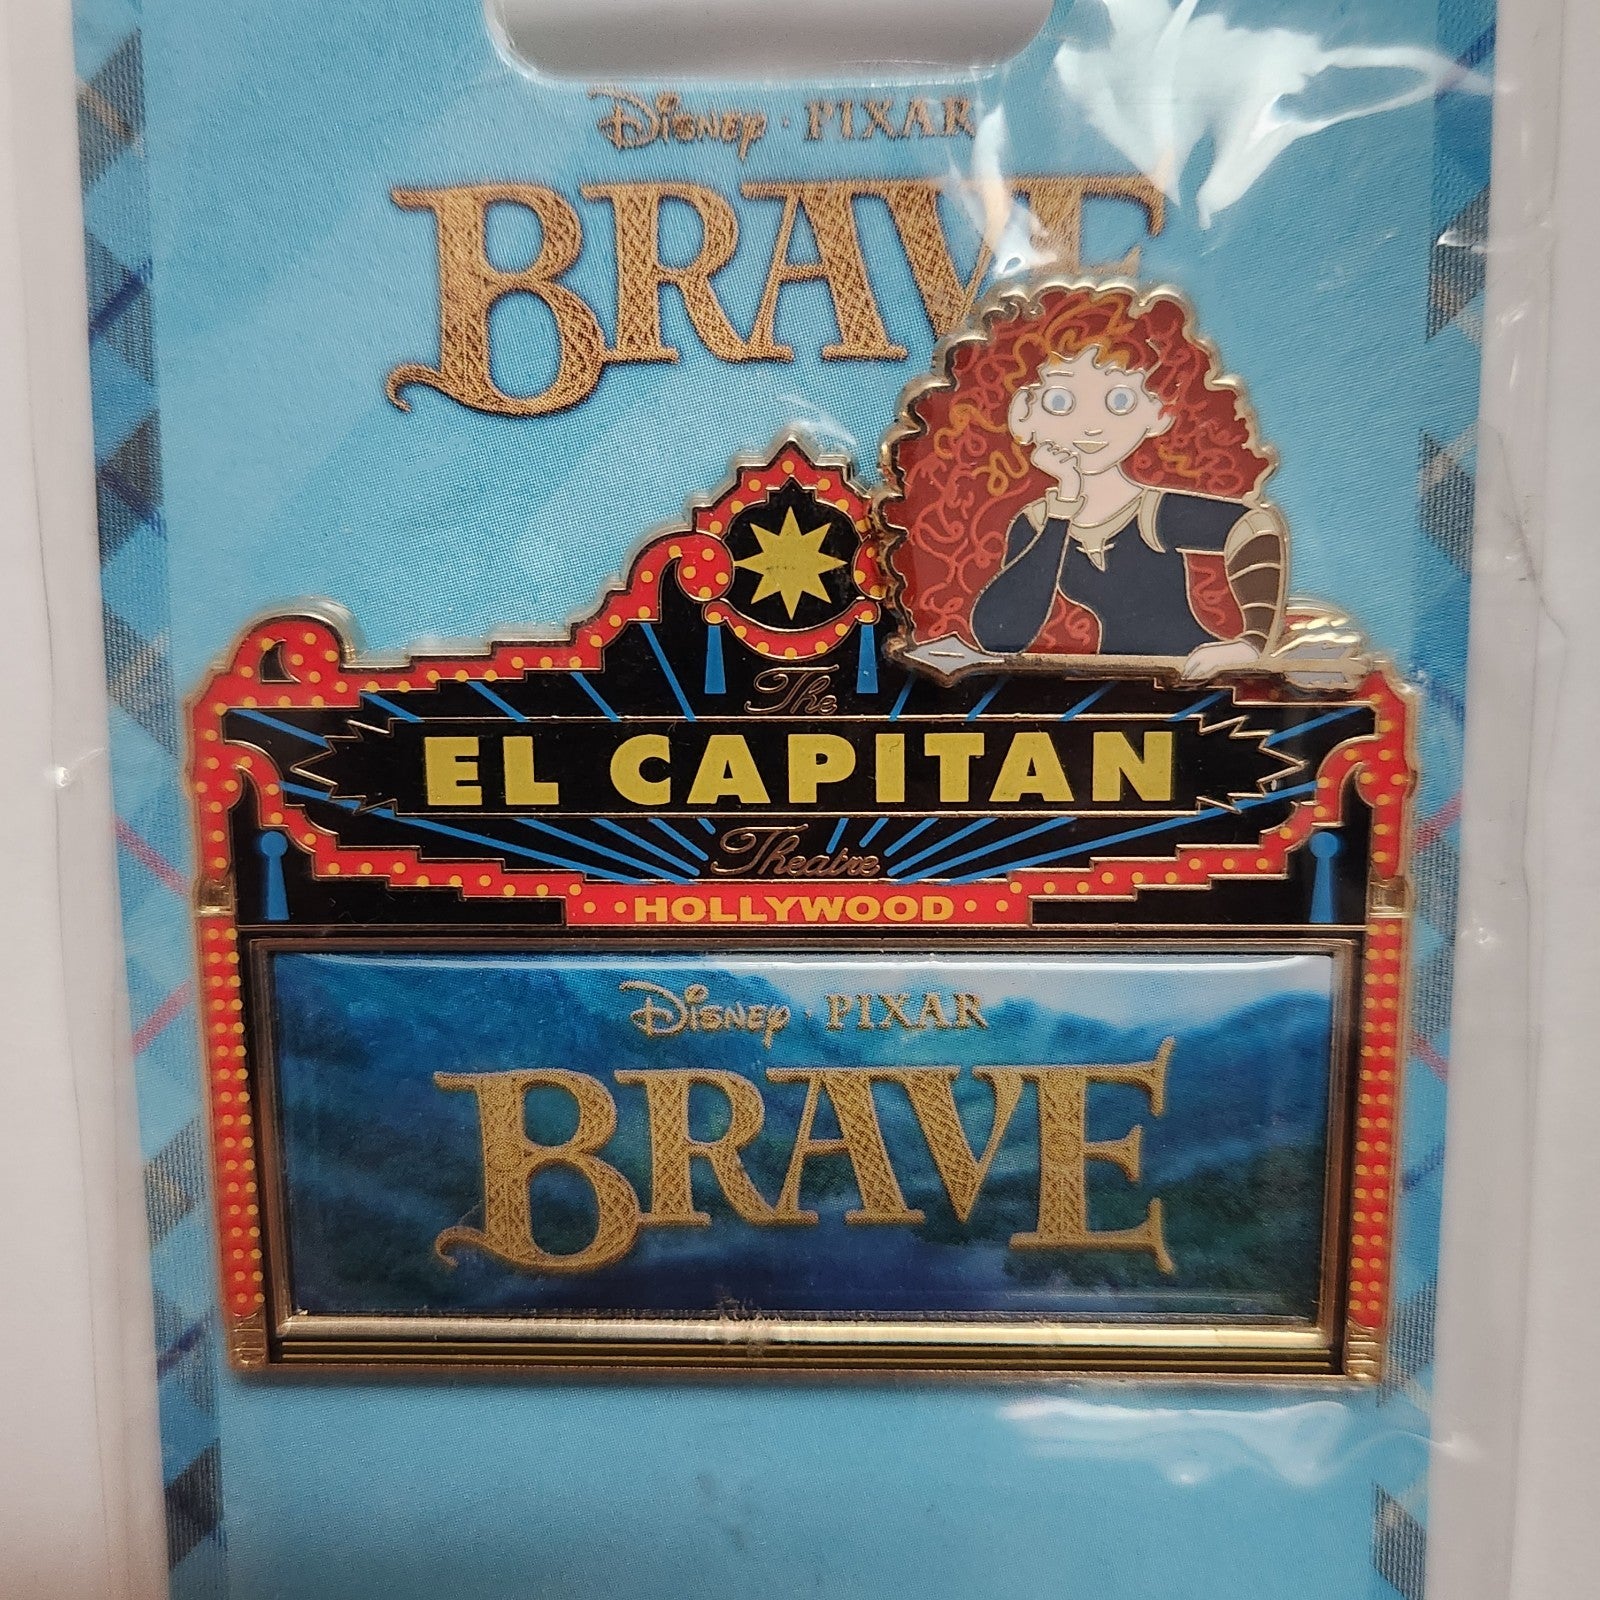 Disney · PIXAR
BRAVE
The
EL CAPITAN
Theatre
··HOLLYWOOD··
Disney · PIXAR
BRAVE